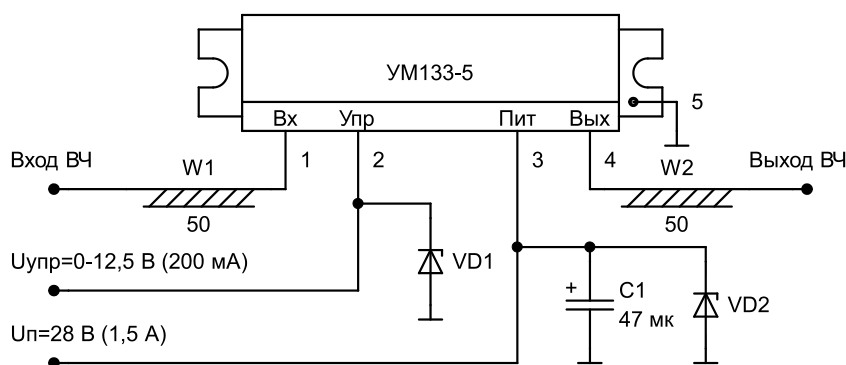 УМ133-5
Вх Упр Пит Вых 5
Вход ВЧ W1 1 2 3 4 W2 Выход ВЧ
50 50
Uупр=0-12,5 В (200 мА) VD1
+ C1 VD2
47 мк
Uп=28 В (1,5 А)